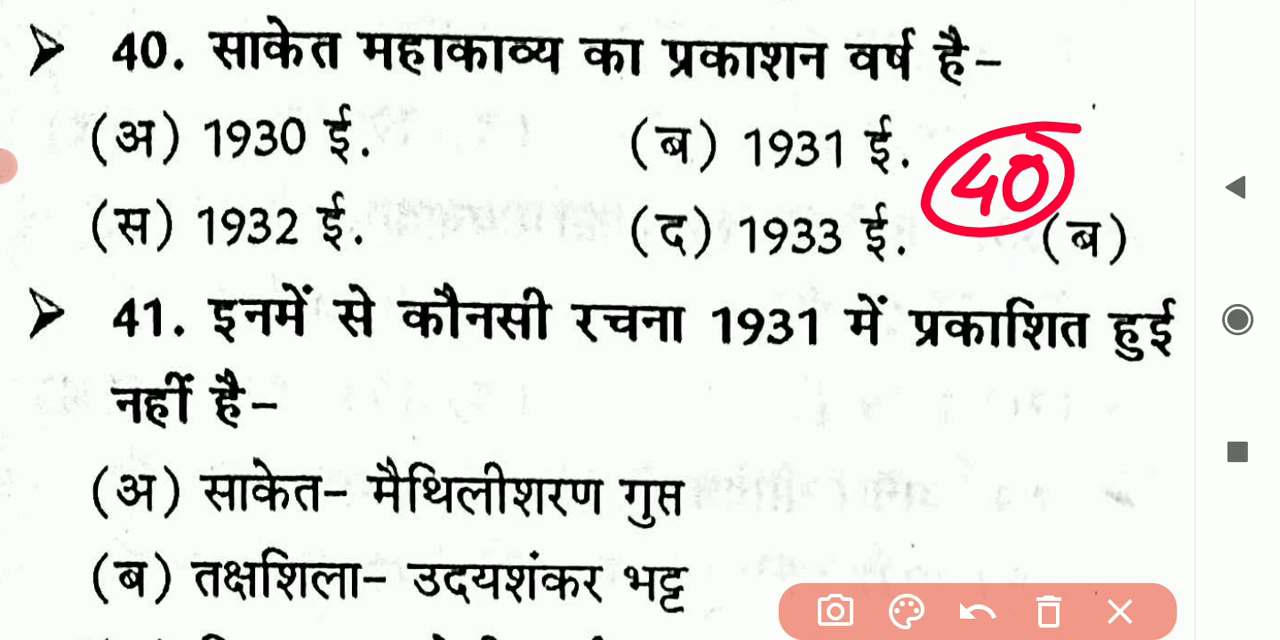 40. साकेत महाकाव्य का प्रकाशन वर्ष है–
(अ) 1930 ई. (ब) 1931 ई.
40
(स) 1932 ई. (द) 1933 ई. (ब)
41. इनमें से कौनसी रचना 1931 में प्रकाशित हुई
नहीं है–
(अ) साकेत– मैथिलीशरण गुप्त
(ब) तक्षशिला– उदयशंकर भट्ट